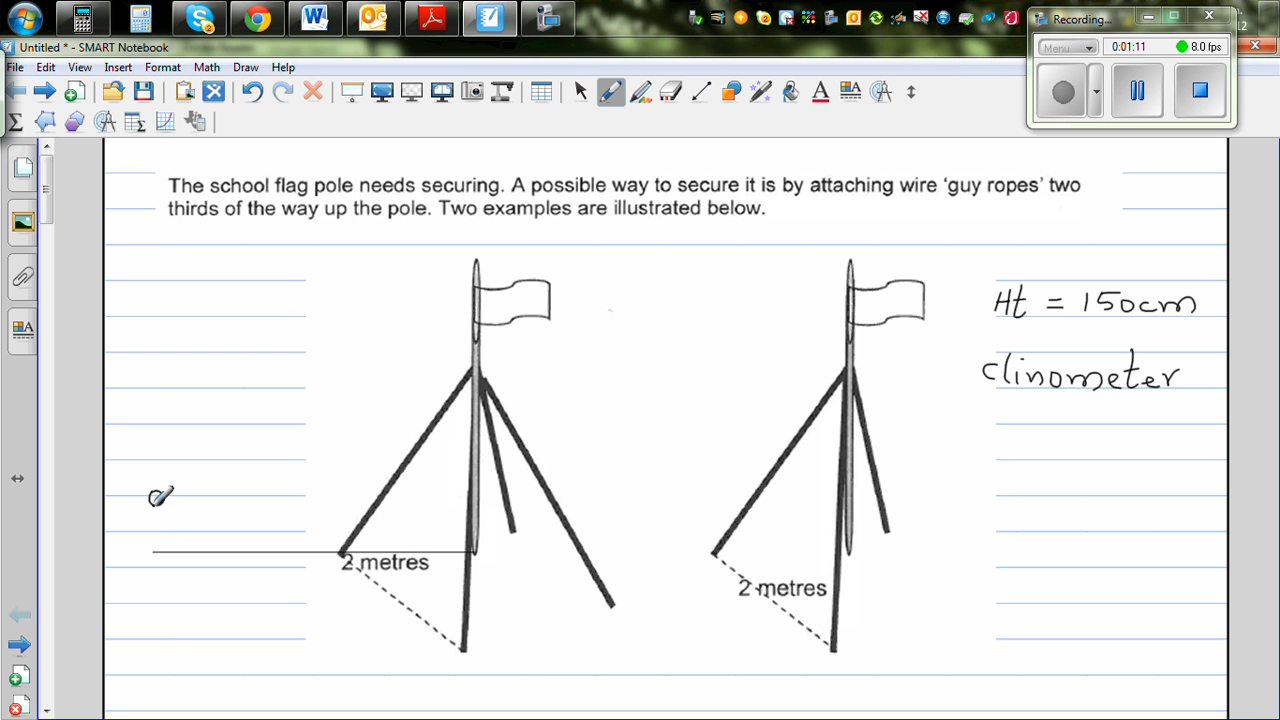 Recording...
Untitled * - SMART Notebook
Menu
0:01:11
8.0 fps
File Edit View Insert Format Math Draw Help
The school flag pole needs securing. A possible way to secure it is by attaching wire ‘guy ropes’ two
thirds of the way up the pole. Two examples are illustrated below.
Ht = 150cm
clinometer
2 metres
2 metres